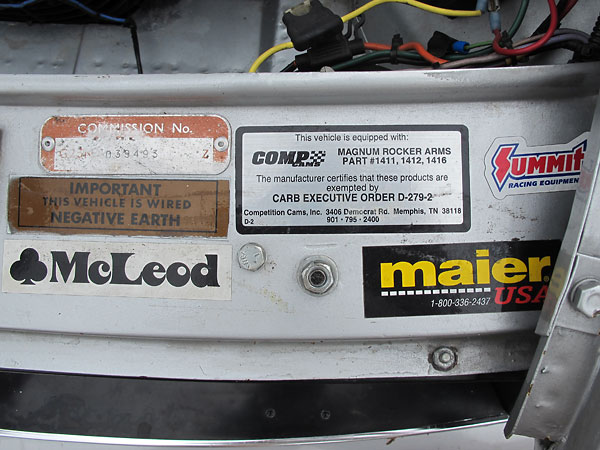 COMMISSION No.
039493 Z
IMPORTANT
THIS VEHICLE IS WIRED
NEGATIVE EARTH
McLeod
This vehicle is equipped with:
COMP CAMS
MAGNUM ROCKER ARMS
PART #1411, 1412, 1416
The manufacturer certifies that these products are
exempted by
CARB EXECUTIVE ORDER D-279-2
Competition Cams, Inc. 3406 Democrat Rd. Memphis, TN 38118
D-2 901 · 795 · 2400
SUMMIT
RACING EQUIPMENT
maier
1-800-336-2437 USA